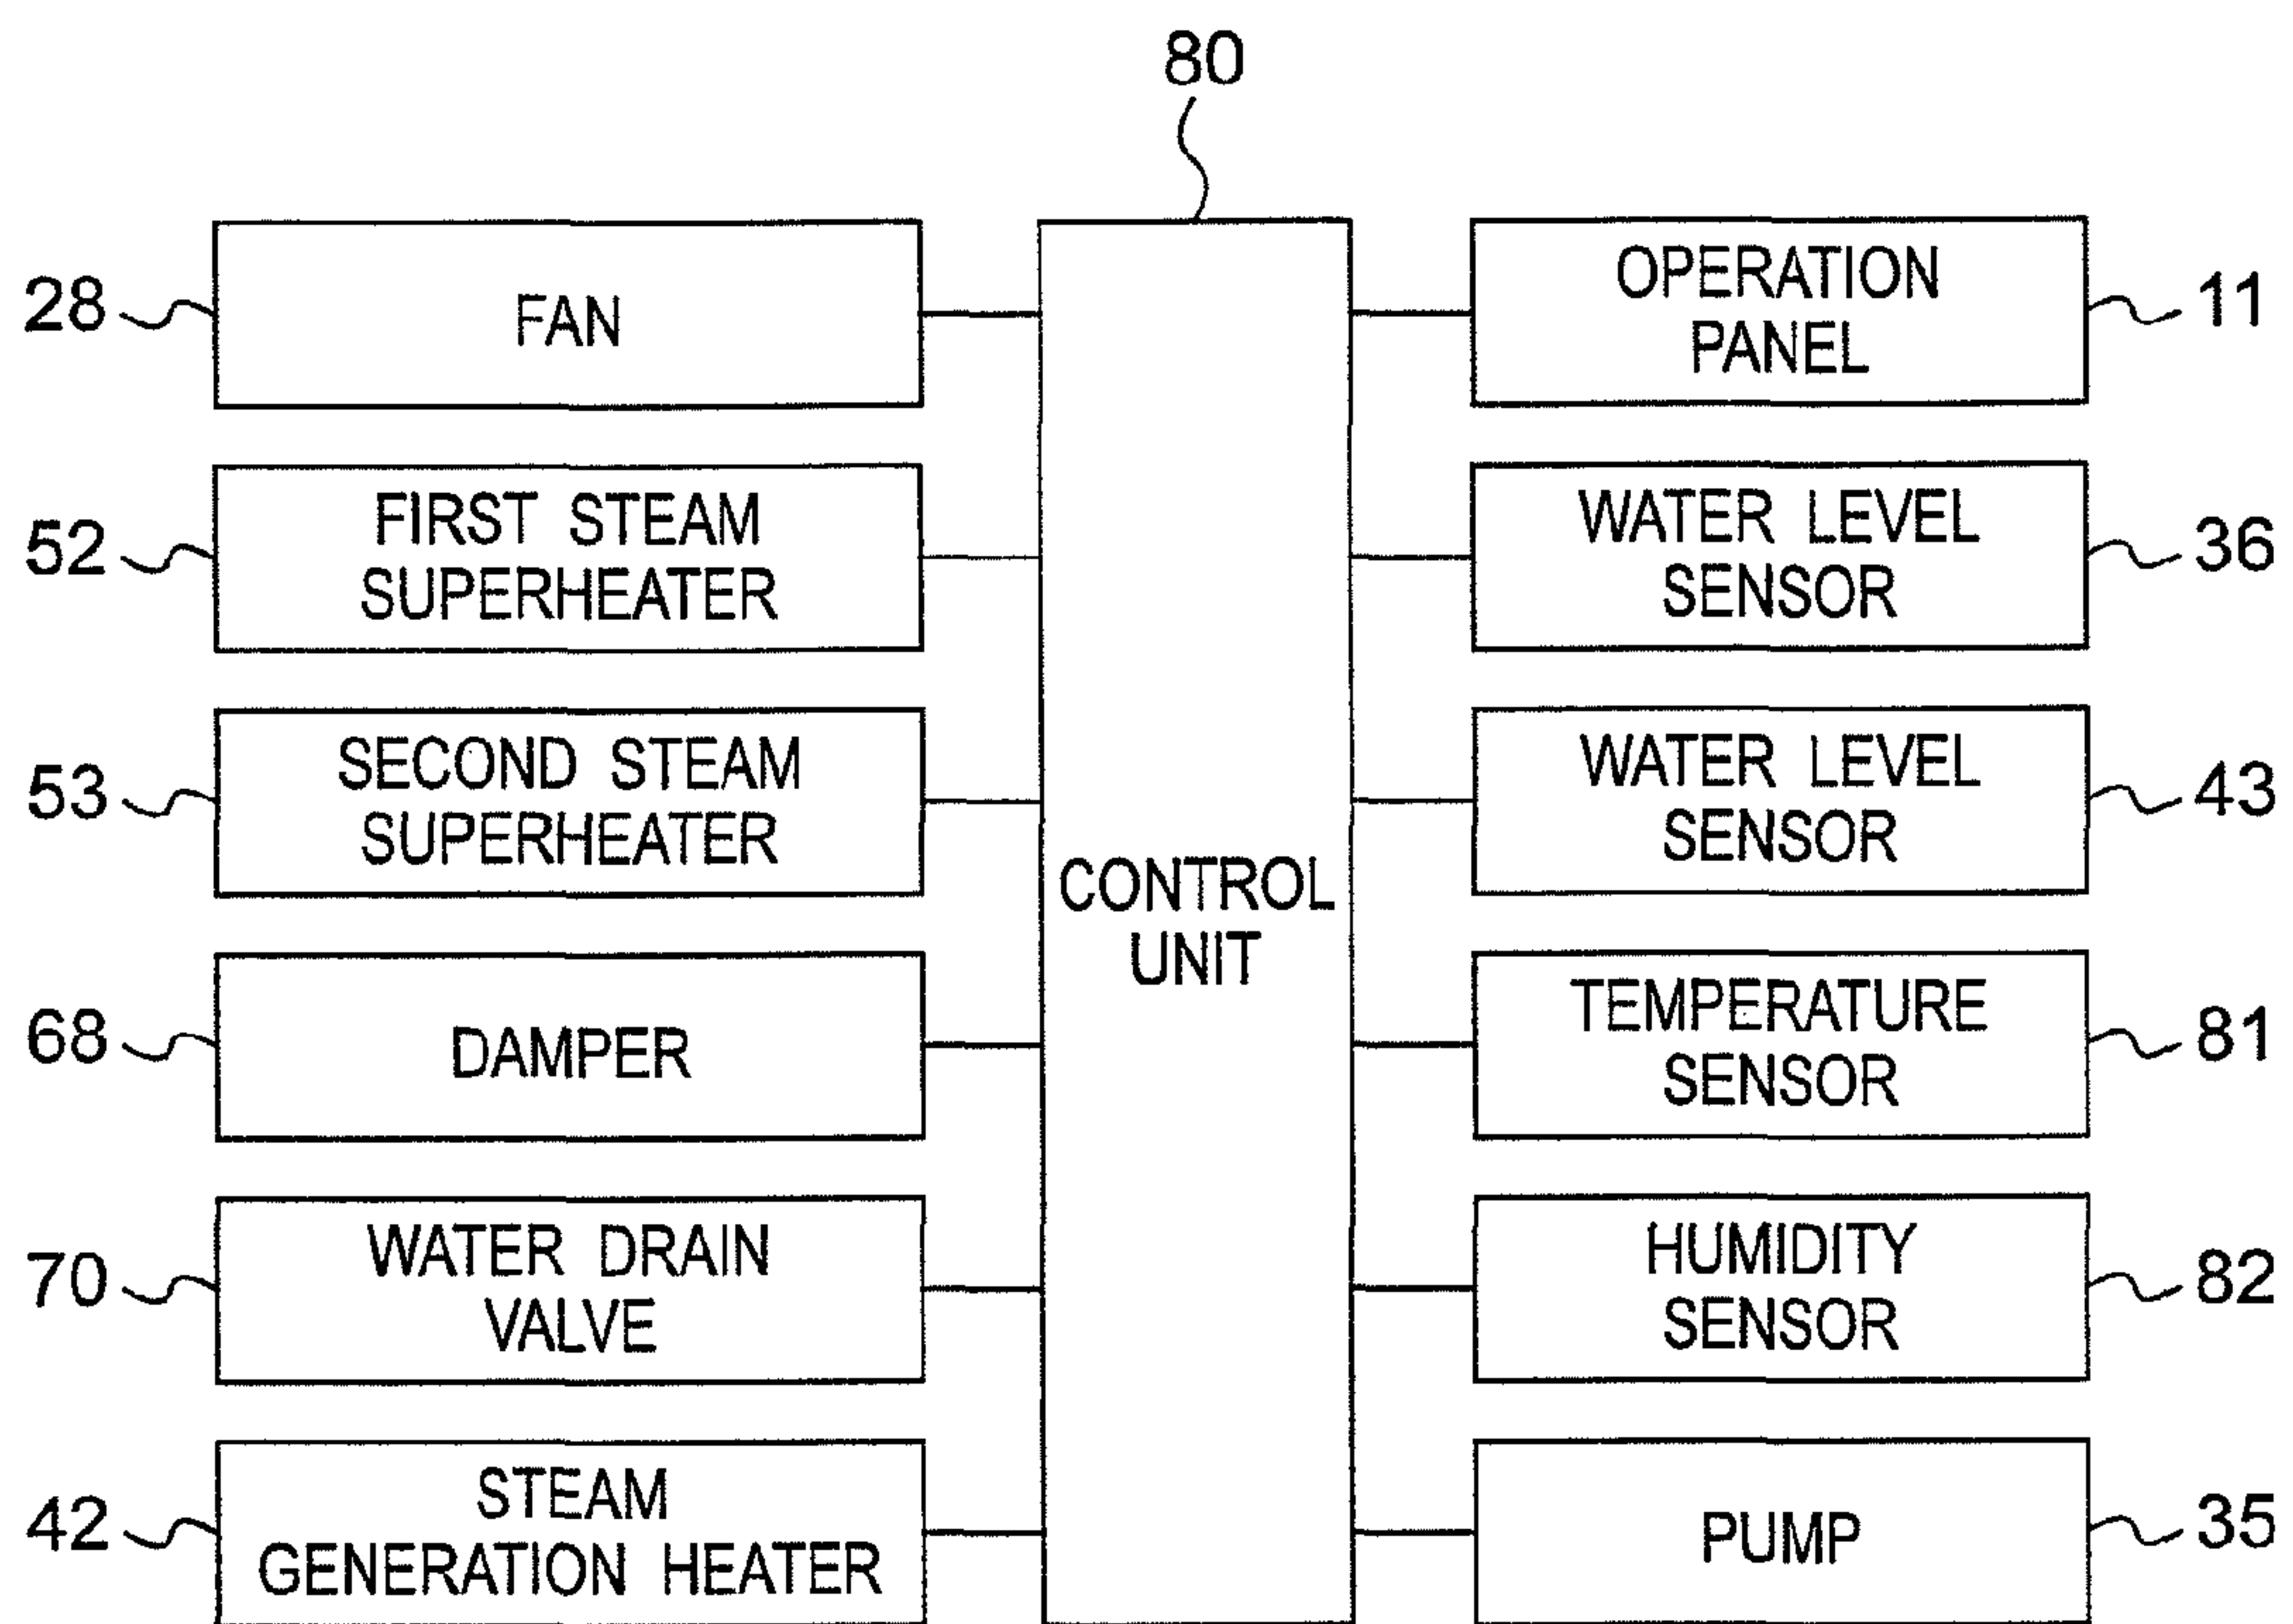 80
28
FAN
OPERATION
PANEL
11
52
FIRST STEAM
SUPERHEATER
WATER LEVEL
SENSOR
36
53
SECOND STEAM
SUPERHEATER
WATER LEVEL
SENSOR
43
CONTROL
UNIT
68
DAMPER
TEMPERATURE
SENSOR
81
70
WATER DRAIN
VALVE
HUMIDITY
SENSOR
82
42
STEAM
GENERATION HEATER
PUMP
35